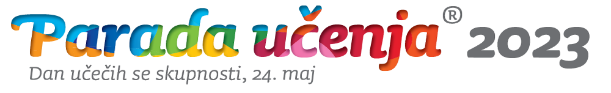 Parada učenja® 2023
Dan učečih se skupnosti, 24. maj